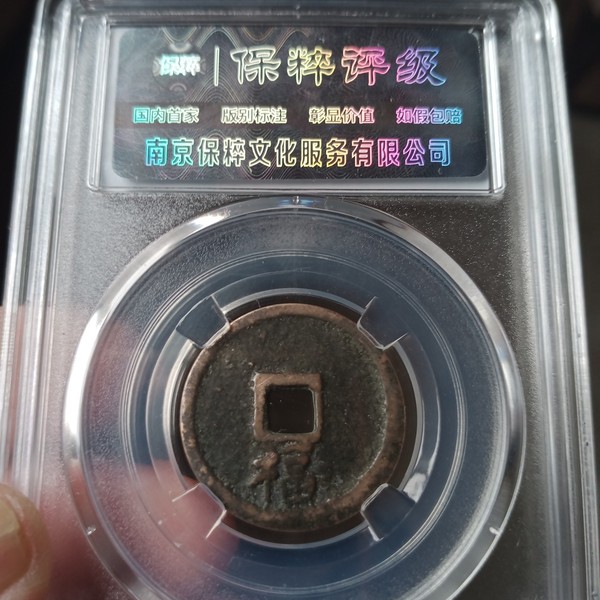 保粹 | 保粹评级
国内首家 版别标注 彰显价值 如假包赔
南京保粹文化服务有限公司
福